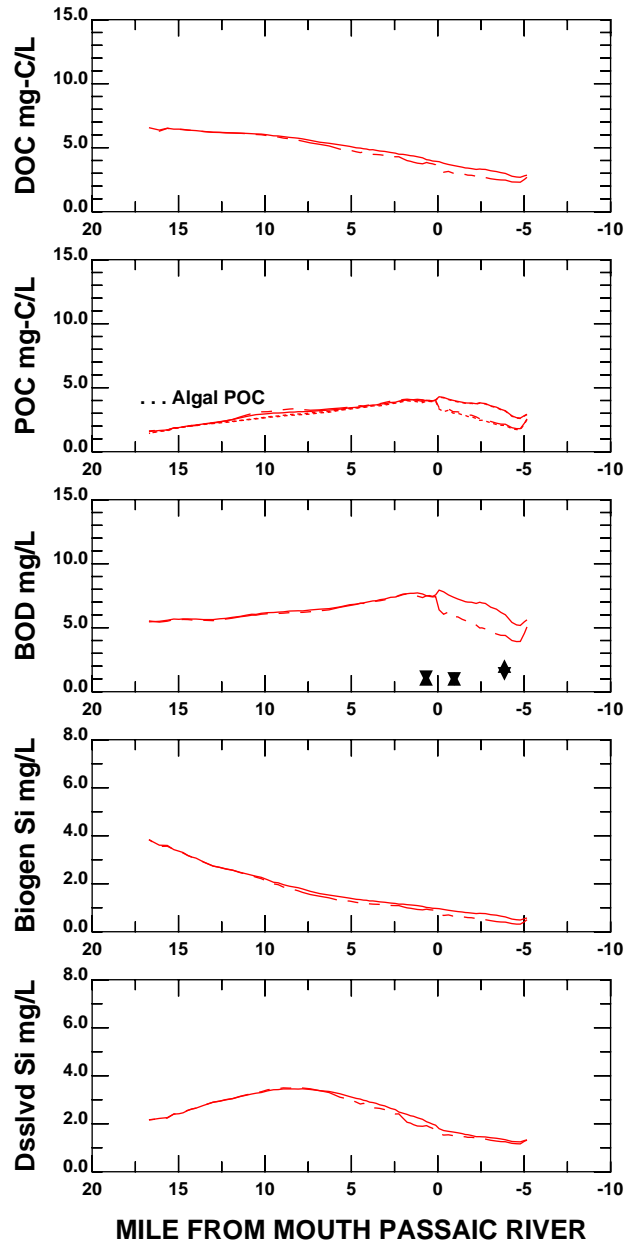 DOC mg-C/L
15.0
10.0
5.0
0.0
20 15 10 5 0 -5 -10
POC mg-C/L
15.0
10.0
5.0
0.0
. . . Algal POC
20 15 10 5 0 -5 -10
BOD mg/L
15.0
10.0
5.0
0.0
20 15 10 5 0 -5 -10
Biogen Si mg/L
8.0
6.0
4.0
2.0
0.0
20 15 10 5 0 -5 -10
Dsslvd Si mg/L
8.0
6.0
4.0
2.0
0.0
20 15 10 5 0 -5 -10
MILE FROM MOUTH PASSAIC RIVER